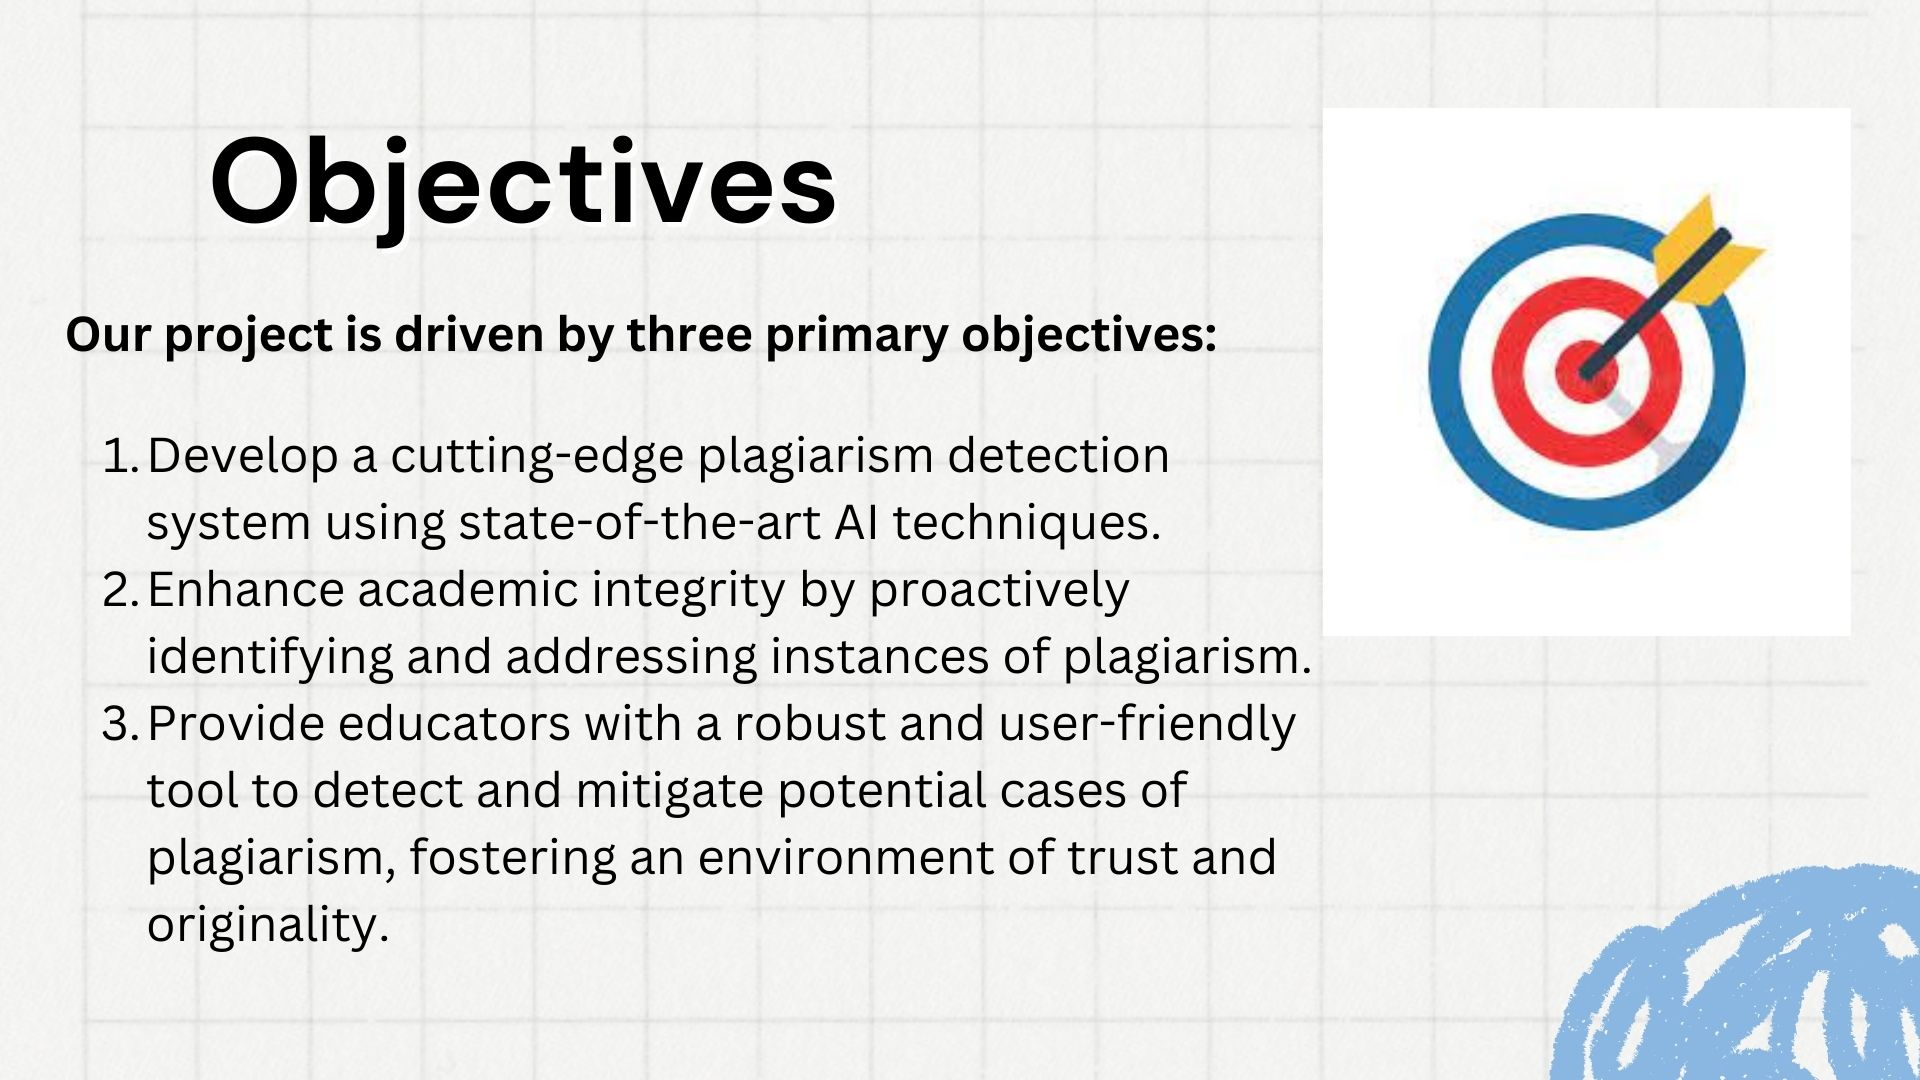 Objectives
Our project is driven by three primary objectives:
1. Develop a cutting-edge plagiarism detection
system using state-of-the-art AI techniques.
2. Enhance academic integrity by proactively
identifying and addressing instances of plagiarism.
3. Provide educators with a robust and user-friendly
tool to detect and mitigate potential cases of
plagiarism, fostering an environment of trust and
originality.